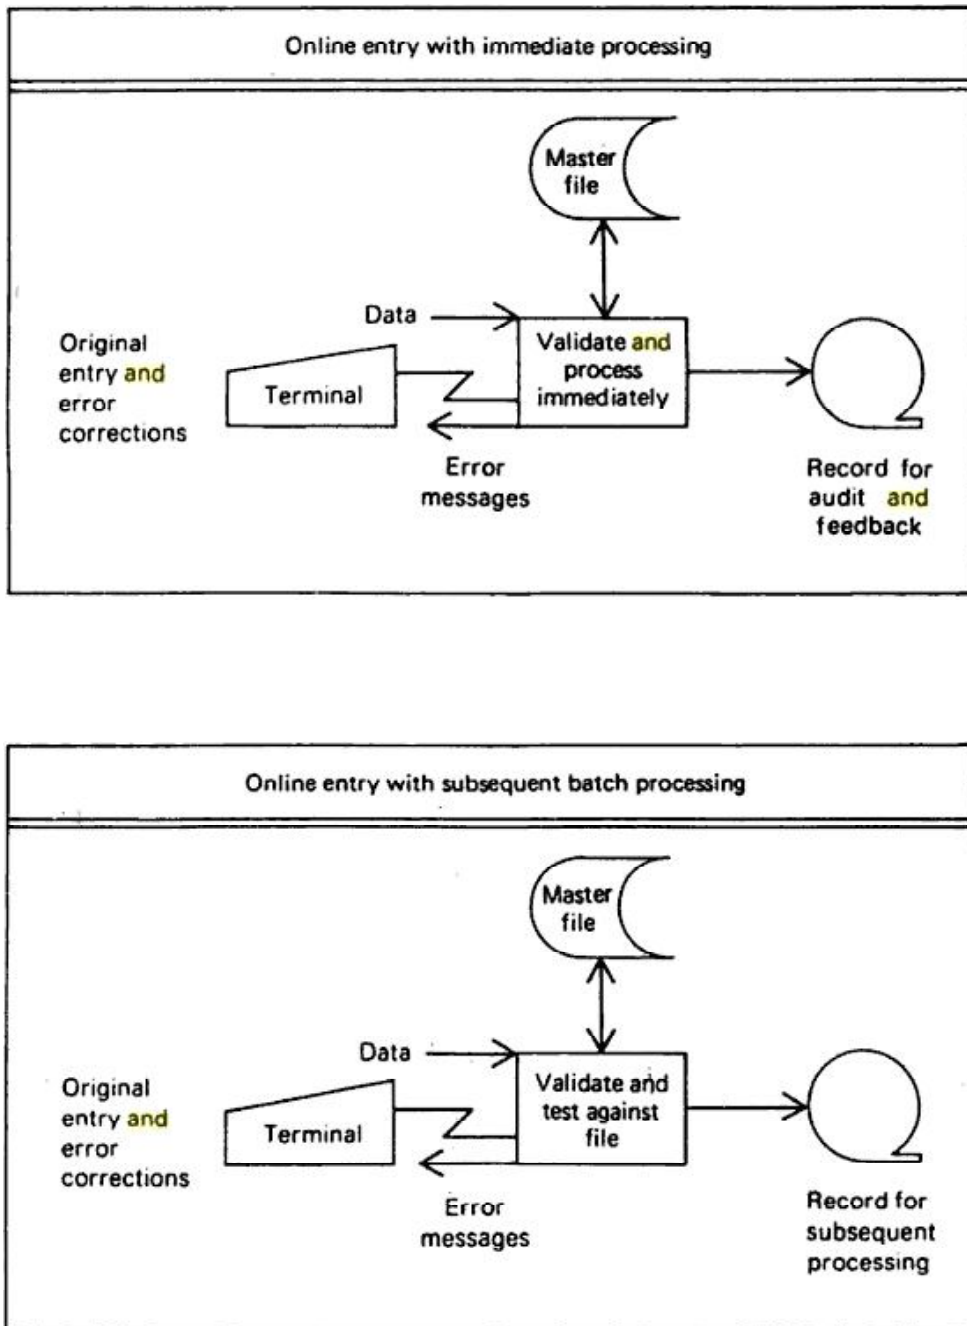 Online entry with immediate processing
Master
file
Data
Original
entry and
error
corrections
Terminal
Validate and
process
immediately
Error
messages
Record for
audit and
feedback
Online entry with subsequent batch processing
Master
file
Data
Original
entry and
error
corrections
Terminal
Validate and
test against
file
Error
messages
Record for
subsequent
processing